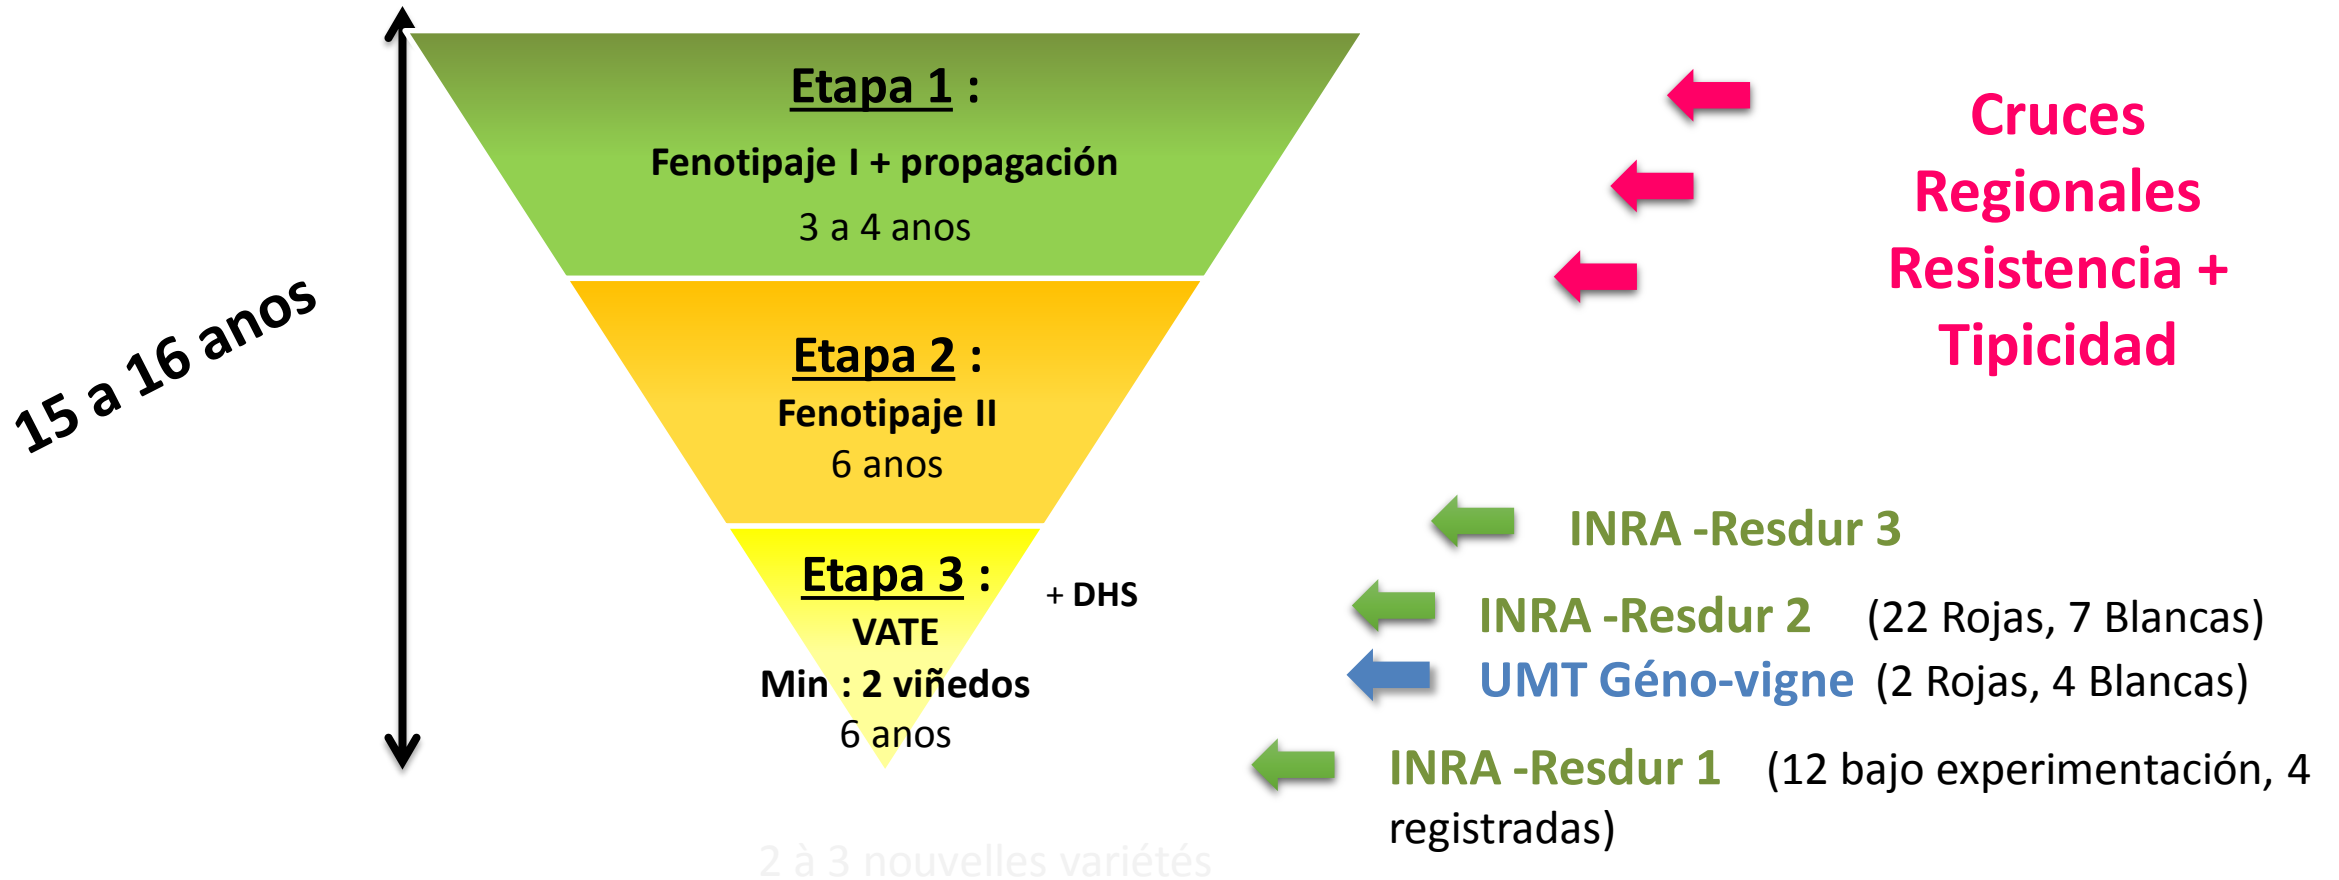 15 a 16 anos
Etapa 1 :
Fenotipaje I + propagación
3 a 4 anos
Etapa 2 :
Fenotipaje II
6 anos
Etapa 3 :
VATE
Min : 2 viñedos
6 anos
+ DHS
Cruces
Regionales
Resistencia +
Tipicidad
INRA -Resdur 3
INRA -Resdur 2 (22 Rojas, 7 Blancas)
UMT Géno-vigne (2 Rojas, 4 Blancas)
INRA -Resdur 1 (12 bajo experimentación, 4
registradas)
2 à 3 nouvelles variétés